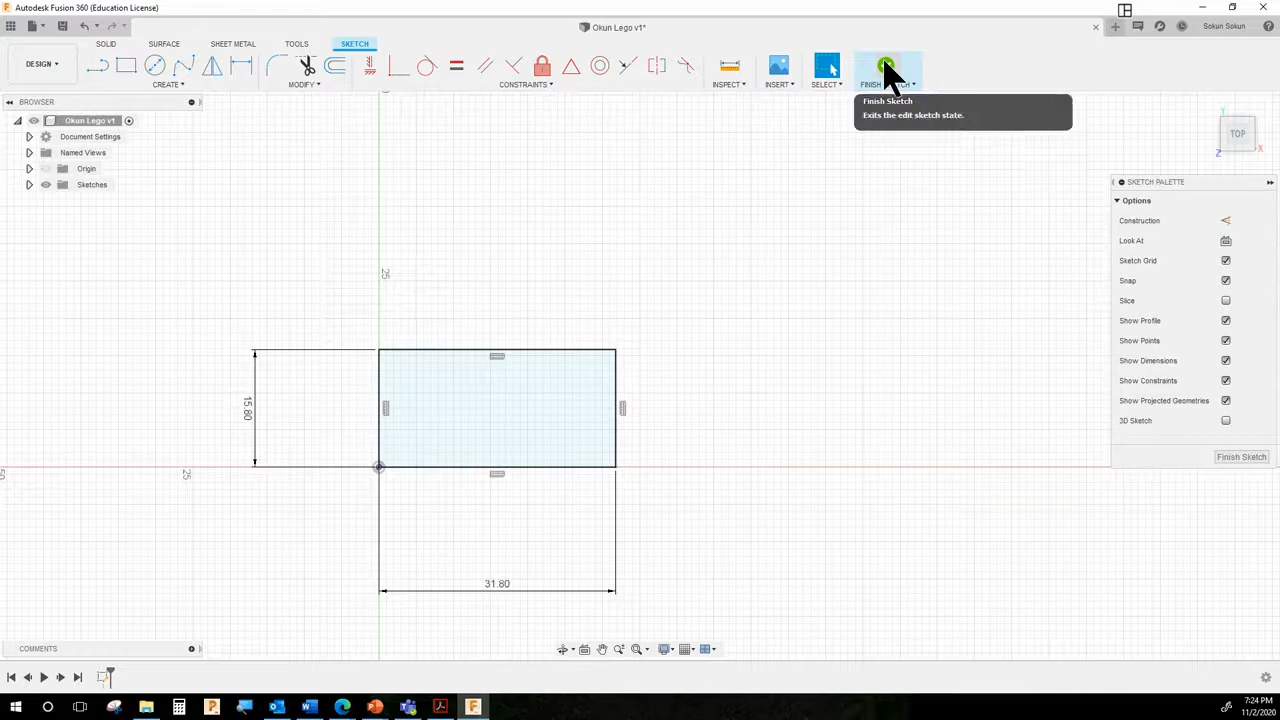 Autodesk Fusion 360 (Education License)
Okun Lego v1*
Sokun Sokun
SOLID
SURFACE
SHEET METAL
TOOLS
SKETCH
DESIGN
CREATE
MODIFY
CONSTRAINTS
INSPECT
INSERT
SELECT
FINISH SKETCH
Finish Sketch
Exits the edit sketch state.
BROWSER
Okun Lego v1
Document Settings
Named Views
Origin
Sketches
TOP
Y
X
Z
SKETCH PALETTE
Options
Construction
Look At
Sketch Grid
Snap
Slice
Show Profile
Show Points
Show Dimensions
Show Constraints
Show Projected Geometries
3D Sketch
Finish Sketch
25
15.80
50
25
31.80
COMMENTS
7:24 PM
11/2/2020